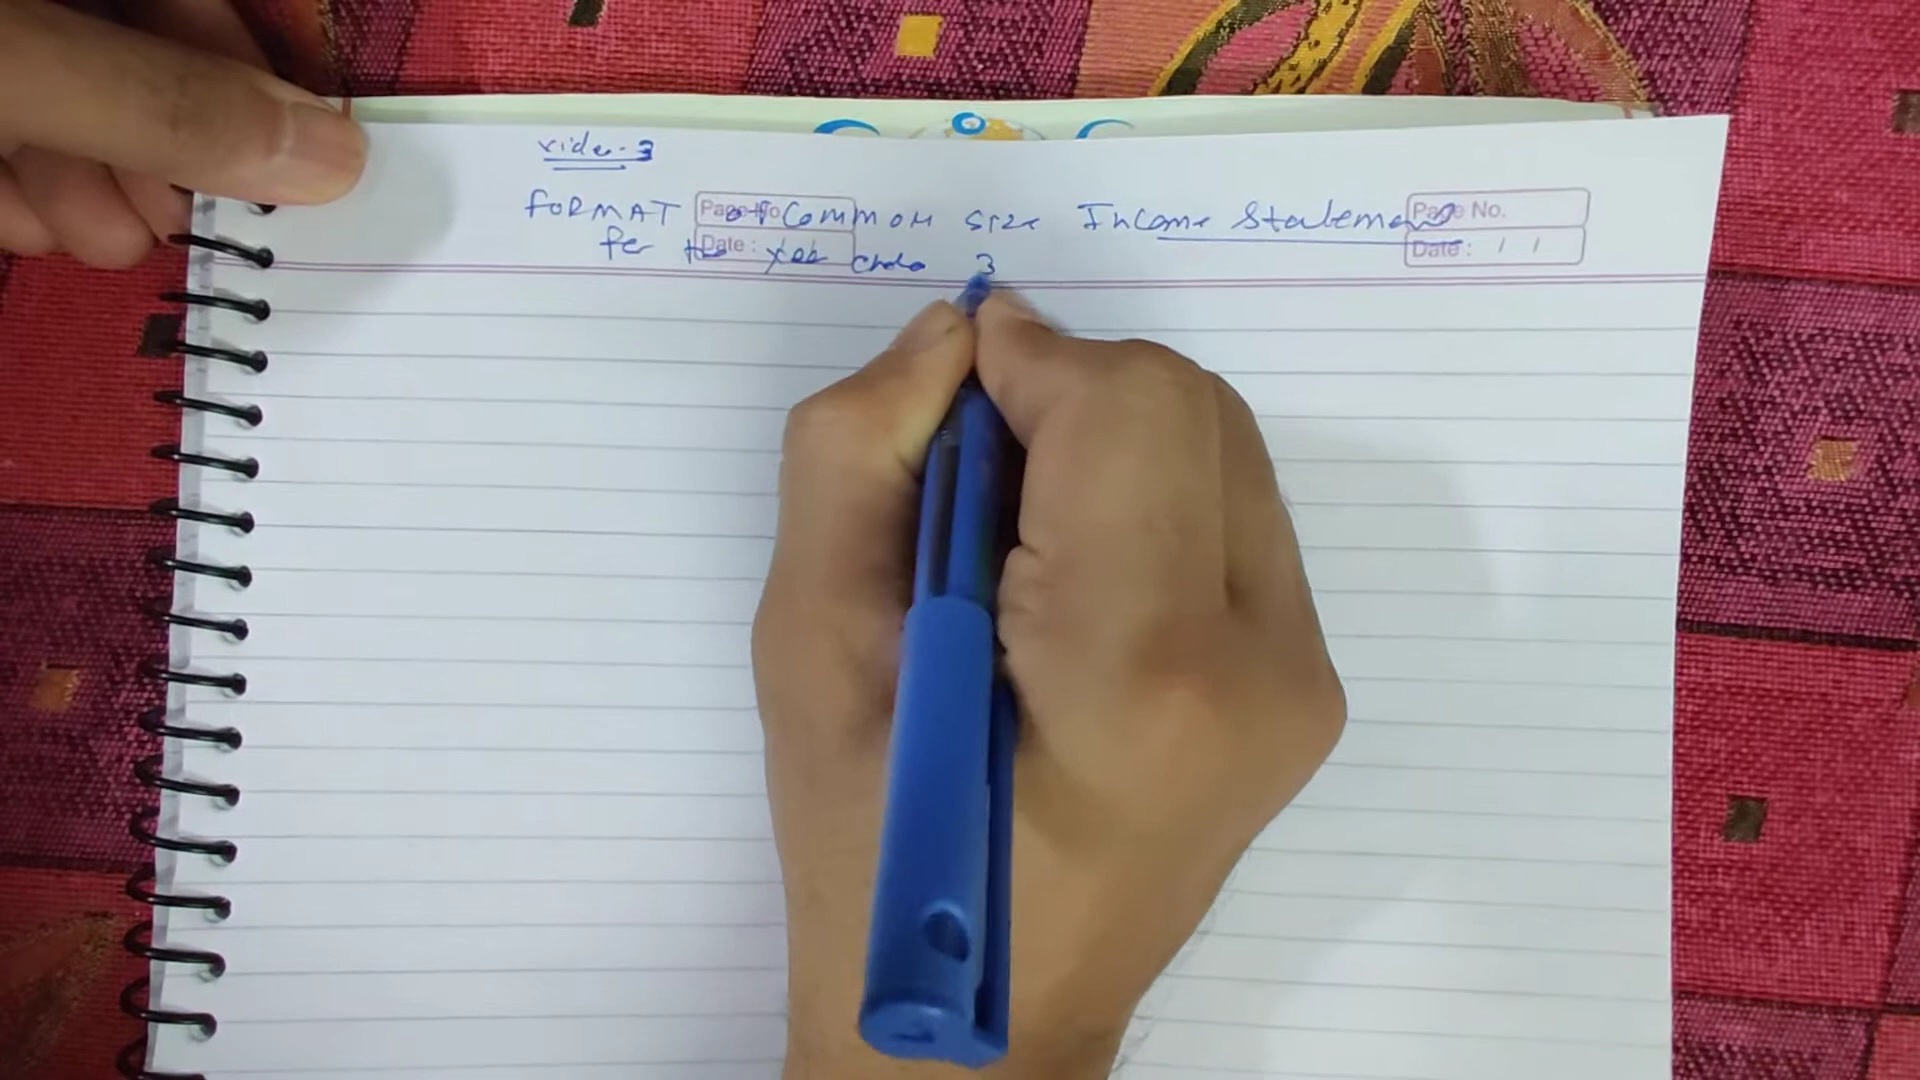 Video-3
FORMAT of Common size Income Statement
Page No.
Page No.
for the year ended 3
Date :
Date : / /